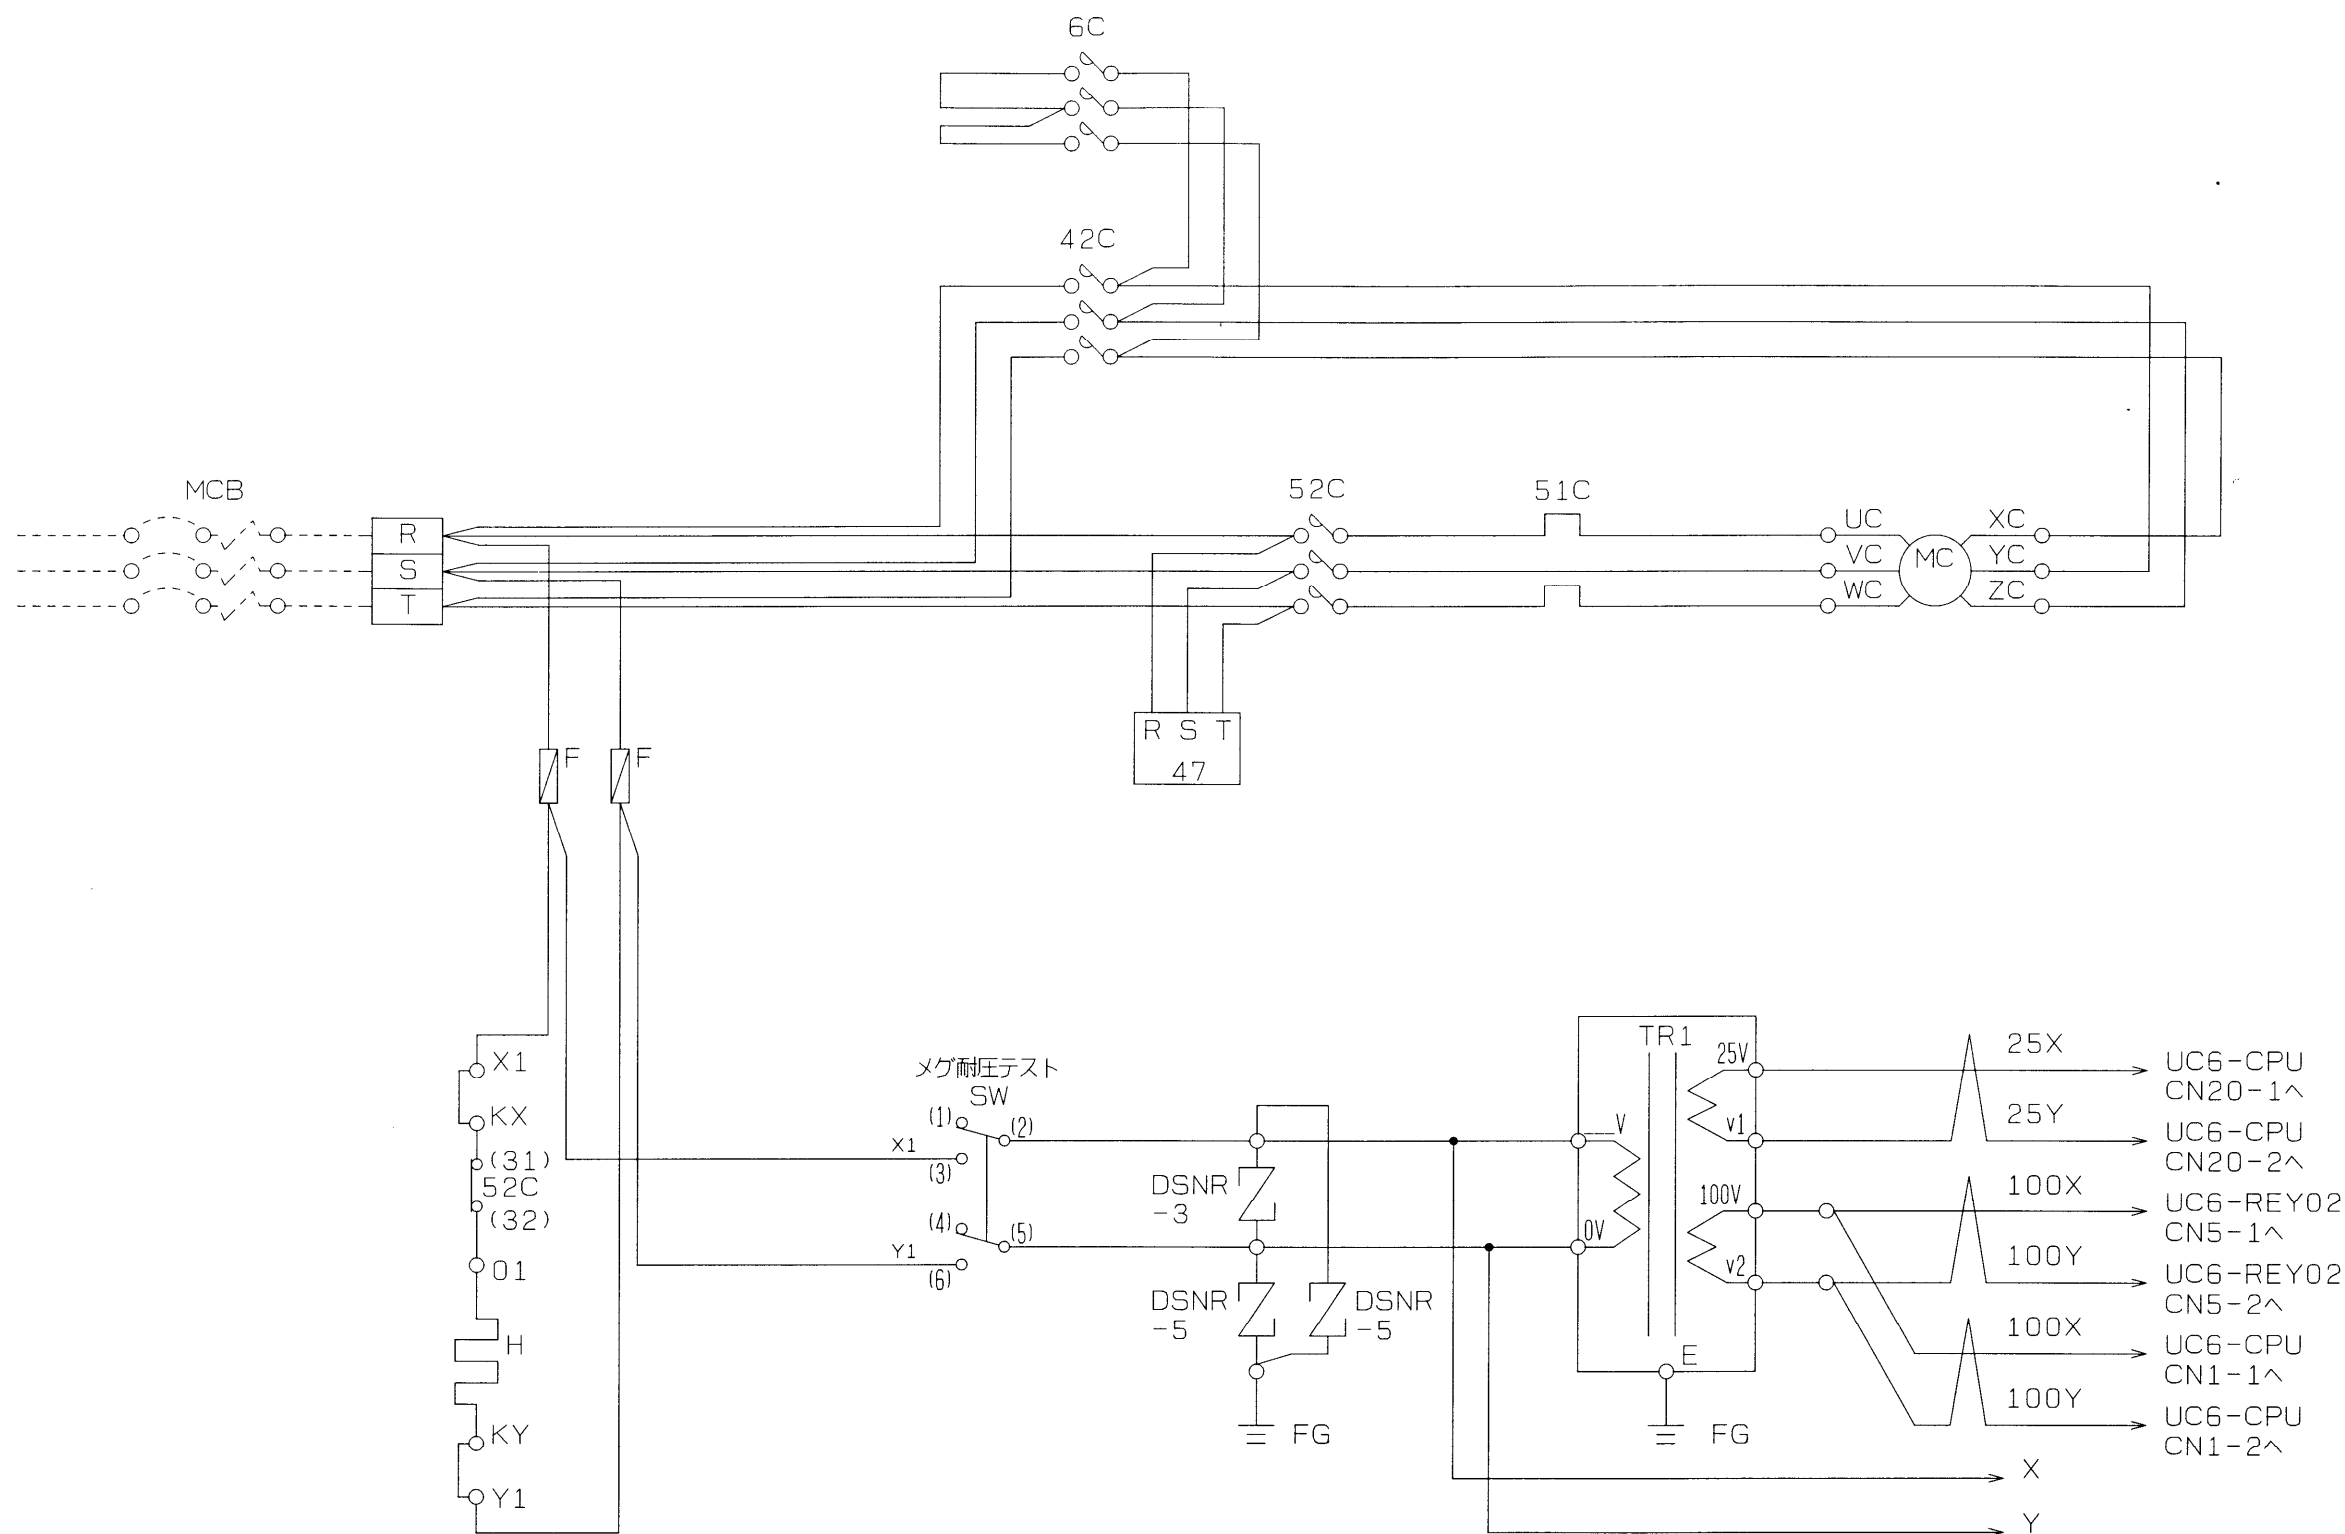 6C
42C
MCB
52C
51C
R
S
T
UC
VC
WC
MC
XC
YC
ZC
R S T
47
F
F
X1
KX
(31)
52C
(32)
01
H
KY
Y1
メグ耐圧テスト
SW
(1)
(2)
X1
(3)
(4)
(5)
Y1
(6)
DSNR
-3
DSNR
-5
DSNR
-5
FG
TR1
25V
V
v1
100V
0V
v2
E
FG
25X
UC6-CPU
CN20-1へ
25Y
UC6-CPU
CN20-2へ
100X
UC6-REY02
CN5-1へ
100Y
UC6-REY02
CN5-2へ
100X
UC6-CPU
CN1-1へ
100Y
UC6-CPU
CN1-2へ
X
Y